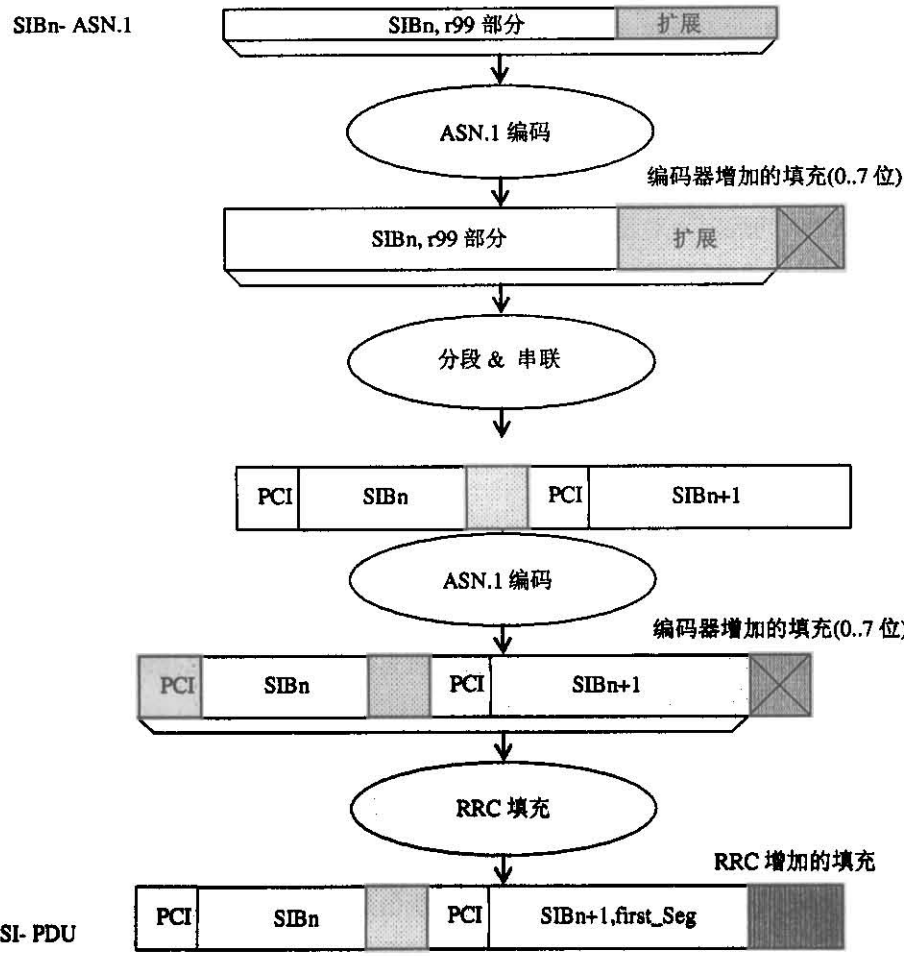 SIBn- ASN.1
SIBn, r99 部分
扩展
ASN.1 编码
编码器增加的填充(0..7 位)
SIBn, r99 部分
扩展
分段 & 串联
PCI
SIBn
PCI
SIBn+1
ASN.1 编码
编码器增加的填充(0..7 位)
PCI
SIBn
PCI
SIBn+1
RRC 填充
RRC 增加的填充
SI- PDU
PCI
SIBn
PCI
SIBn+1,first_Seg